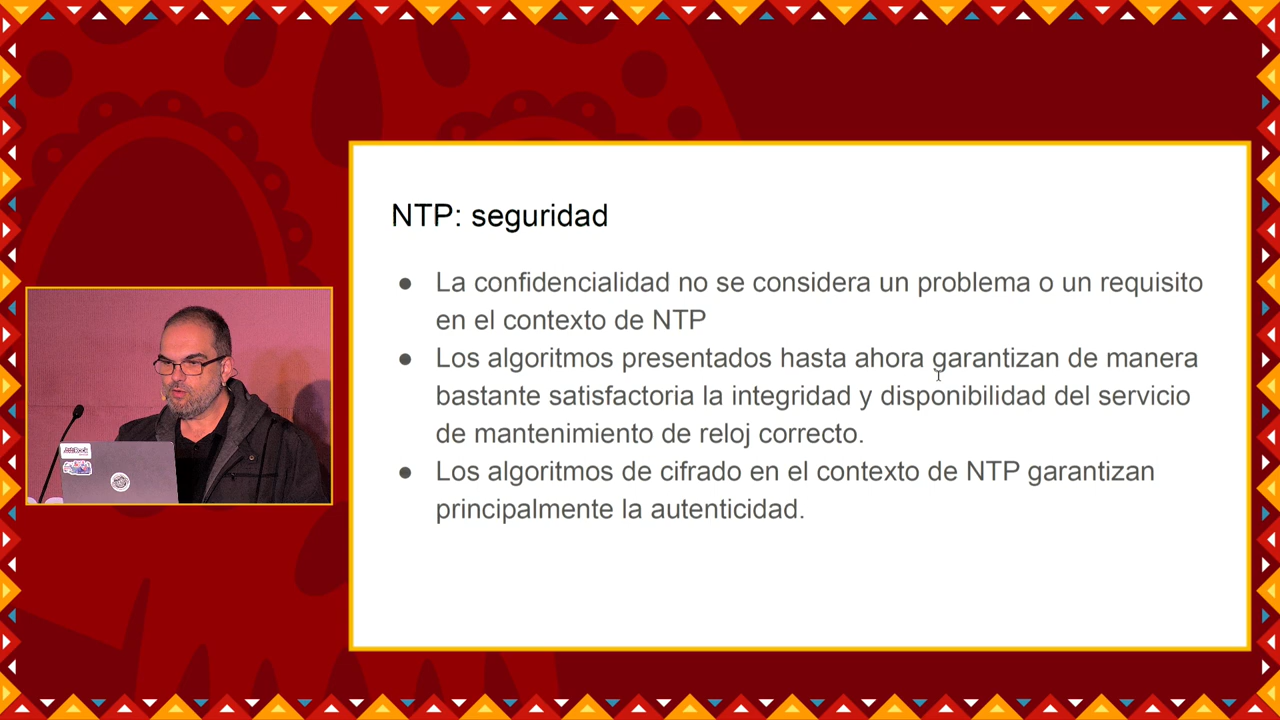 NTP: seguridad
● La confidencialidad no se considera un problema o un requisito
en el contexto de NTP
● Los algoritmos presentados hasta ahora garantizan de manera
bastante satisfactoria la integridad y disponibilidad del servicio
de mantenimiento de reloj correcto.
● Los algoritmos de cifrado en el contexto de NTP garantizan
principalmente la autenticidad.